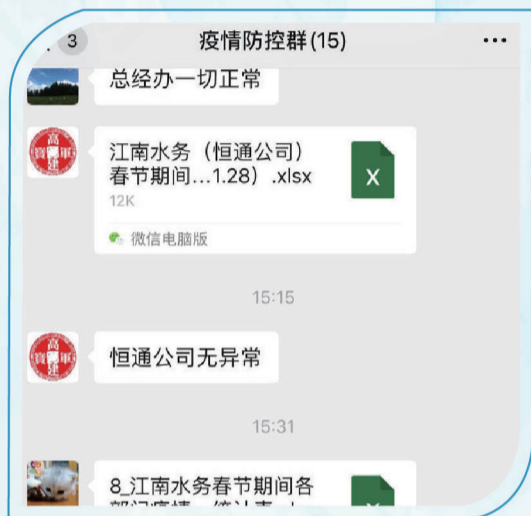 3
疫情防控群(15)
总经办一切正常
江南水务（恒通公司）
春节期间...1.28）.xlsx
X
12K
微信电脑版
15:15
恒通公司无异常
15:31
8_江南水务春节期间各